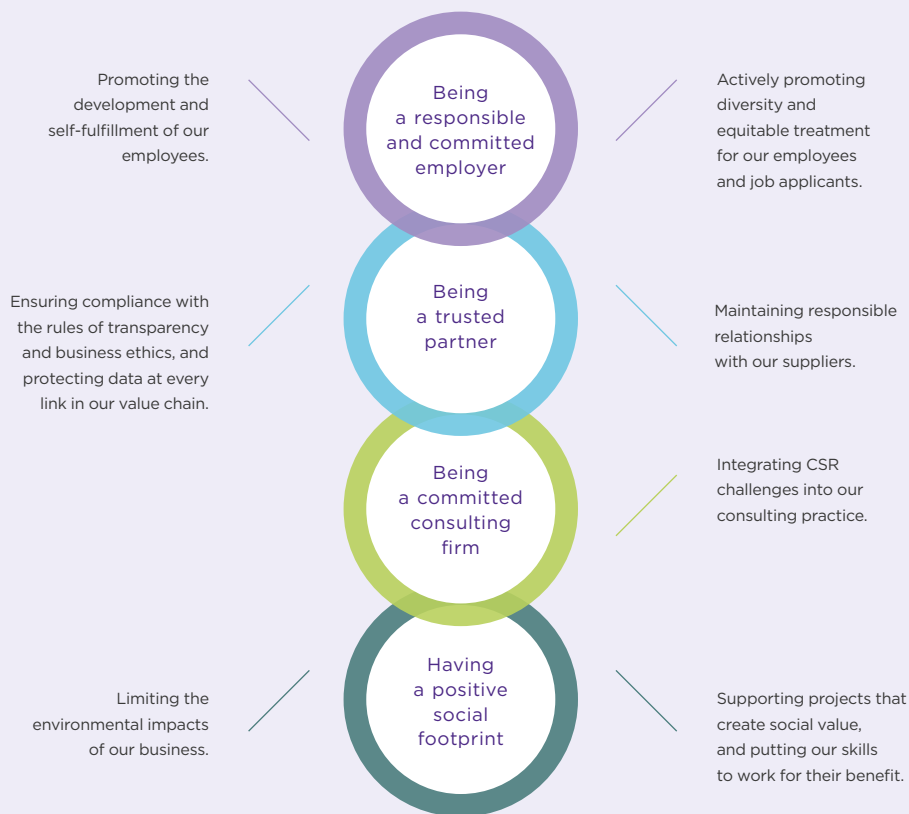 Promoting the
development and
self-fulfillment of our
employees.
Being
a responsible
and committed
employer
Actively promoting
diversity and
equitable treatment
for our employees
and job applicants.
Ensuring compliance with
the rules of transparency
and business ethics, and
protecting data at every
link in our value chain.
Being
a trusted
partner
Maintaining responsible
relationships
with our suppliers.
Being
a committed
consulting
firm
Integrating CSR
challenges into our
consulting practice.
Limiting the
environmental impacts
of our business.
Having
a positive
social
footprint
Supporting projects that
create social value,
and putting our skills
to work for their benefit.